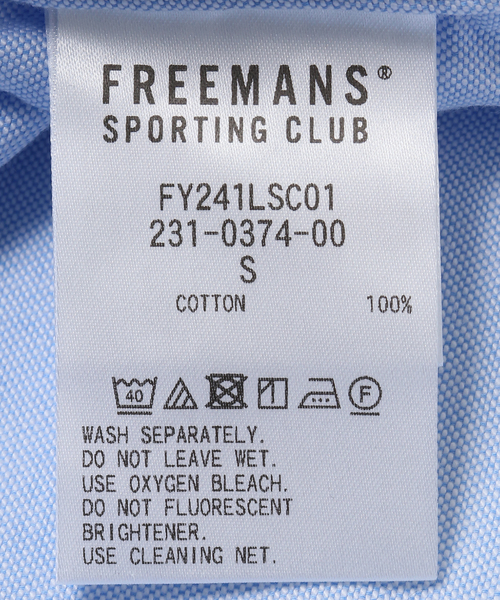 FREEMANS®
SPORTING CLUB
FY241LSC01
231-0374-00
S
COTTON 100%
40 F
WASH SEPARATELY.
DO NOT LEAVE WET.
USE OXYGEN BLEACH.
DO NOT FLUORESCENT
BRIGHTENER.
USE CLEANING NET.